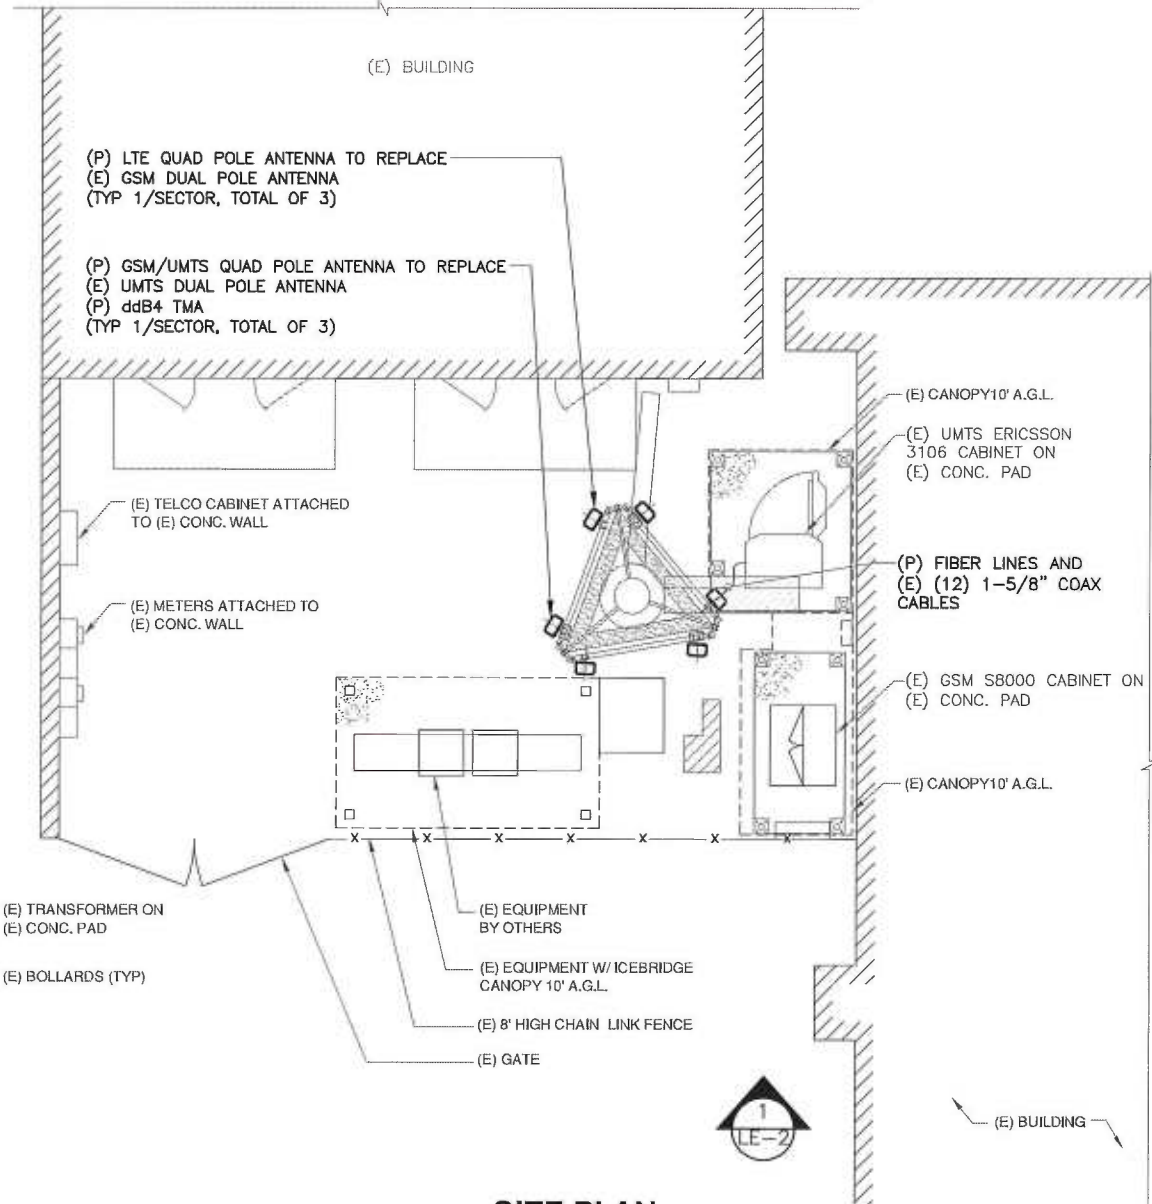 (E) BUILDING
(P) LTE QUAD POLE ANTENNA TO REPLACE
(E) GSM DUAL POLE ANTENNA
(TYP 1/SECTOR, TOTAL OF 3)
(P) GSM/UMTS QUAD POLE ANTENNA TO REPLACE
(E) UMTS DUAL POLE ANTENNA
(P) ddB4 TMA
(TYP 1/SECTOR, TOTAL OF 3)
(E) CANOPY 10' A.G.L.
(E) UMTS ERICSSON
3106 CABINET ON
(E) CONC. PAD
(E) TELCO CABINET ATTACHED
TO (E) CONC. WALL
(P) FIBER LINES AND
(E) (12) 1-5/8" COAX
CABLES
(E) METERS ATTACHED TO
(E) CONC. WALL
(E) GSM S8000 CABINET ON
(E) CONC. PAD
(E) CANOPY 10' A.G.L.
X X X X X X X
(E) TRANSFORMER ON
(E) CONC. PAD
(E) EQUIPMENT
BY OTHERS
(E) BOLLARDS (TYP)
(E) EQUIPMENT W/ ICEBRIDGE
CANOPY 10' A.G.L.
(E) 8' HIGH CHAIN LINK FENCE
(E) GATE
1
LE-2
(E) BUILDING
SITE PLAN